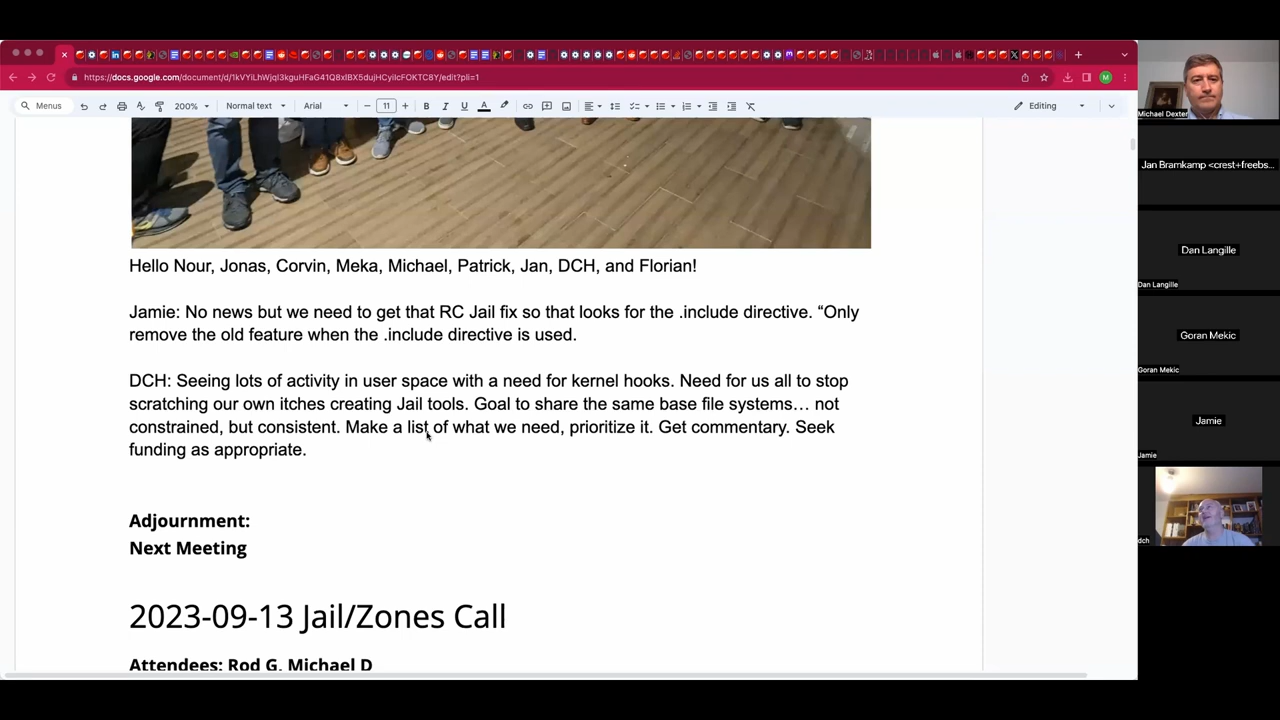 https://docs.google.com/document/d/1kVYiLhWjqI3kguHFaG41Q8xIBX5dujHCyilcFOKTC8Y/edit?pli=1
M
Menus
200%
Normal text
Arial
11
B
I
U
A
Editing
Hello Nour, Jonas, Corvin, Meka, Michael, Patrick, Jan, DCH, and Florian!
Jamie: No news but we need to get that RC Jail fix so that looks for the .include directive. “Only
remove the old feature when the .include directive is used.
DCH: Seeing lots of activity in user space with a need for kernel hooks. Need for us all to stop
scratching our own itches creating Jail tools. Goal to share the same base file systems… not
constrained, but consistent. Make a list of what we need, prioritize it. Get commentary. Seek
funding as appropriate.
Adjournment:
Next Meeting
2023-09-13 Jail/Zones Call
Attendees: Rod G, Michael D
Michael Dexter
Jan Bramkamp <crest+freebs...
Dan Langille
Dan Langille
Goran Mekic
Goran Mekic
Jamie
Jamie
dch